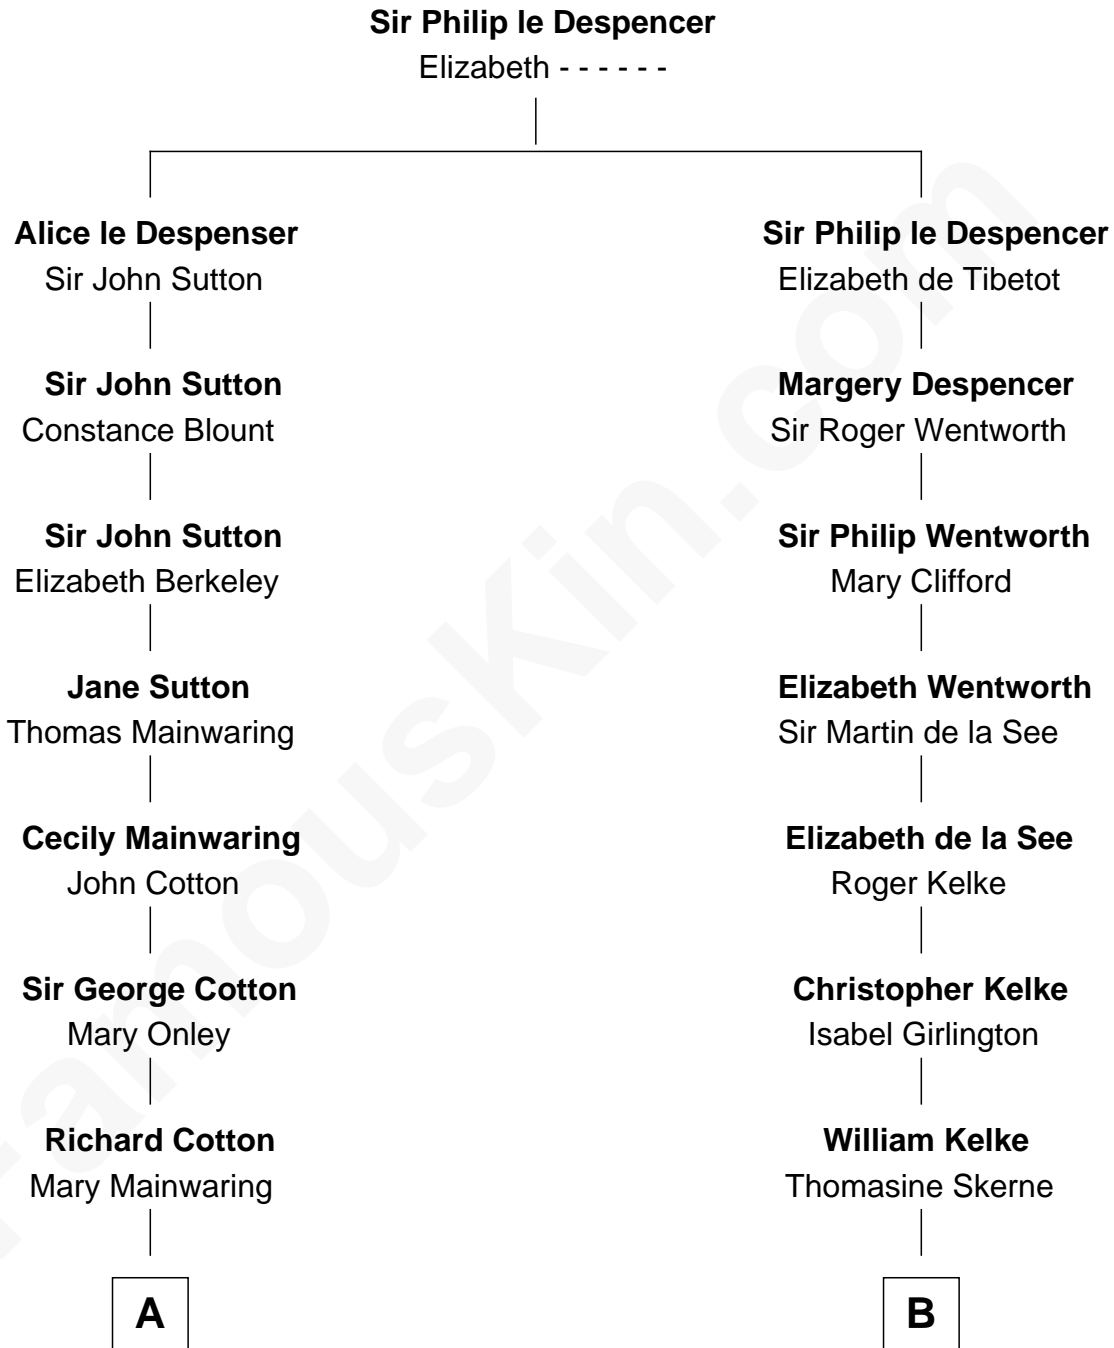 Sir Philip le Despencer
Elizabeth - - - - - -
Alice le Despenser
Sir John Sutton
Sir Philip le Despencer
Elizabeth de Tibetot
Sir John Sutton
Constance Blount
Margery Despencer
Sir Roger Wentworth
Sir John Sutton
Elizabeth Berkeley
Sir Philip Wentworth
Mary Clifford
Jane Sutton
Thomas Mainwaring
Elizabeth Wentworth
Sir Martin de la See
Cecily Mainwaring
John Cotton
Elizabeth de la See
Roger Kelke
Sir George Cotton
Mary Onley
Christopher Kelke
Isabel Girlington
Richard Cotton
Mary Mainwaring
William Kelke
Thomasine Skerne
A
B
FamousKin.com